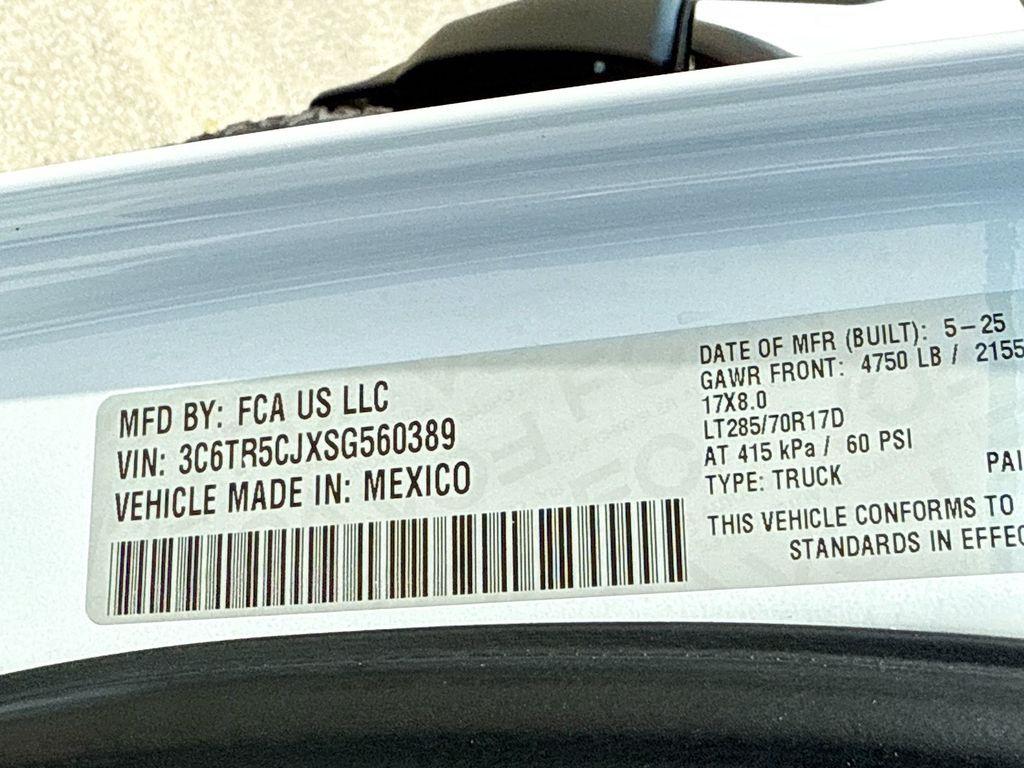 MFD BY: FCA US LLC
VIN: 3C6TR5CJXSG560389
VEHICLE MADE IN: MEXICO
DATE OF MFR (BUILT): 5-25
GAWR FRONT: 4750 LB / 2155
17X8.0
LT285/70R17D
AT 415 kPa / 60 PSI
TYPE: TRUCK
PAI
THIS VEHICLE CONFORMS TO
STANDARDS IN EFFEC